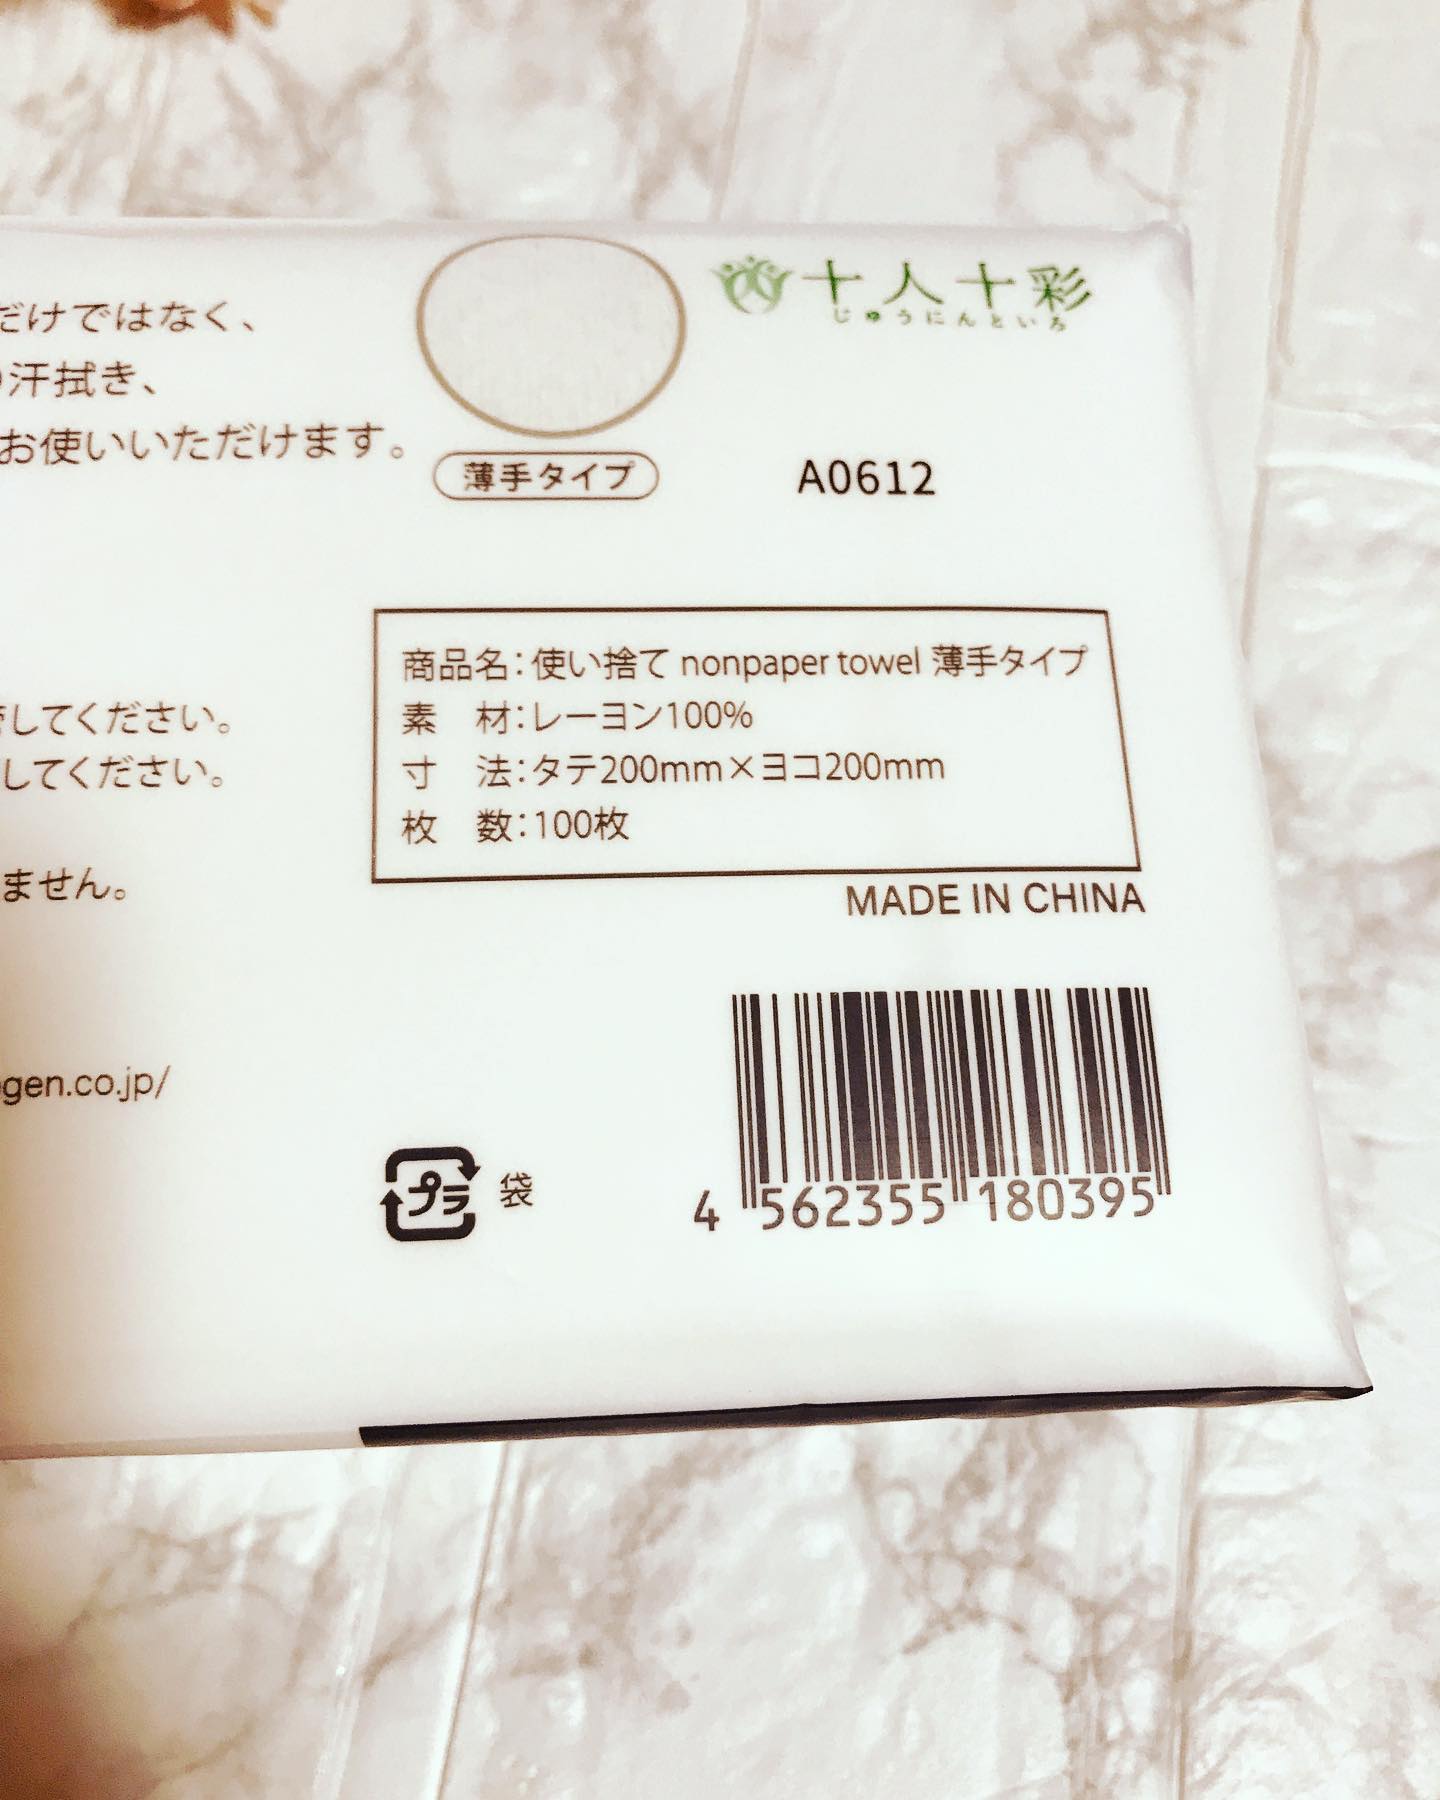 だけではなく、
汗拭き、
お使いいただけます。
薄手タイプ
十人十彩
じゅうにんといろ
A0612
商品名:使い捨て nonpaper towel 薄手タイプ
素 材:レーヨン100%
寸 法:タテ200mm×ヨコ200mm
枚 数:100枚
してください。
してください。
ません。
MADE IN CHINA
gen.co.jp/
プラ 袋
4 562355 180395